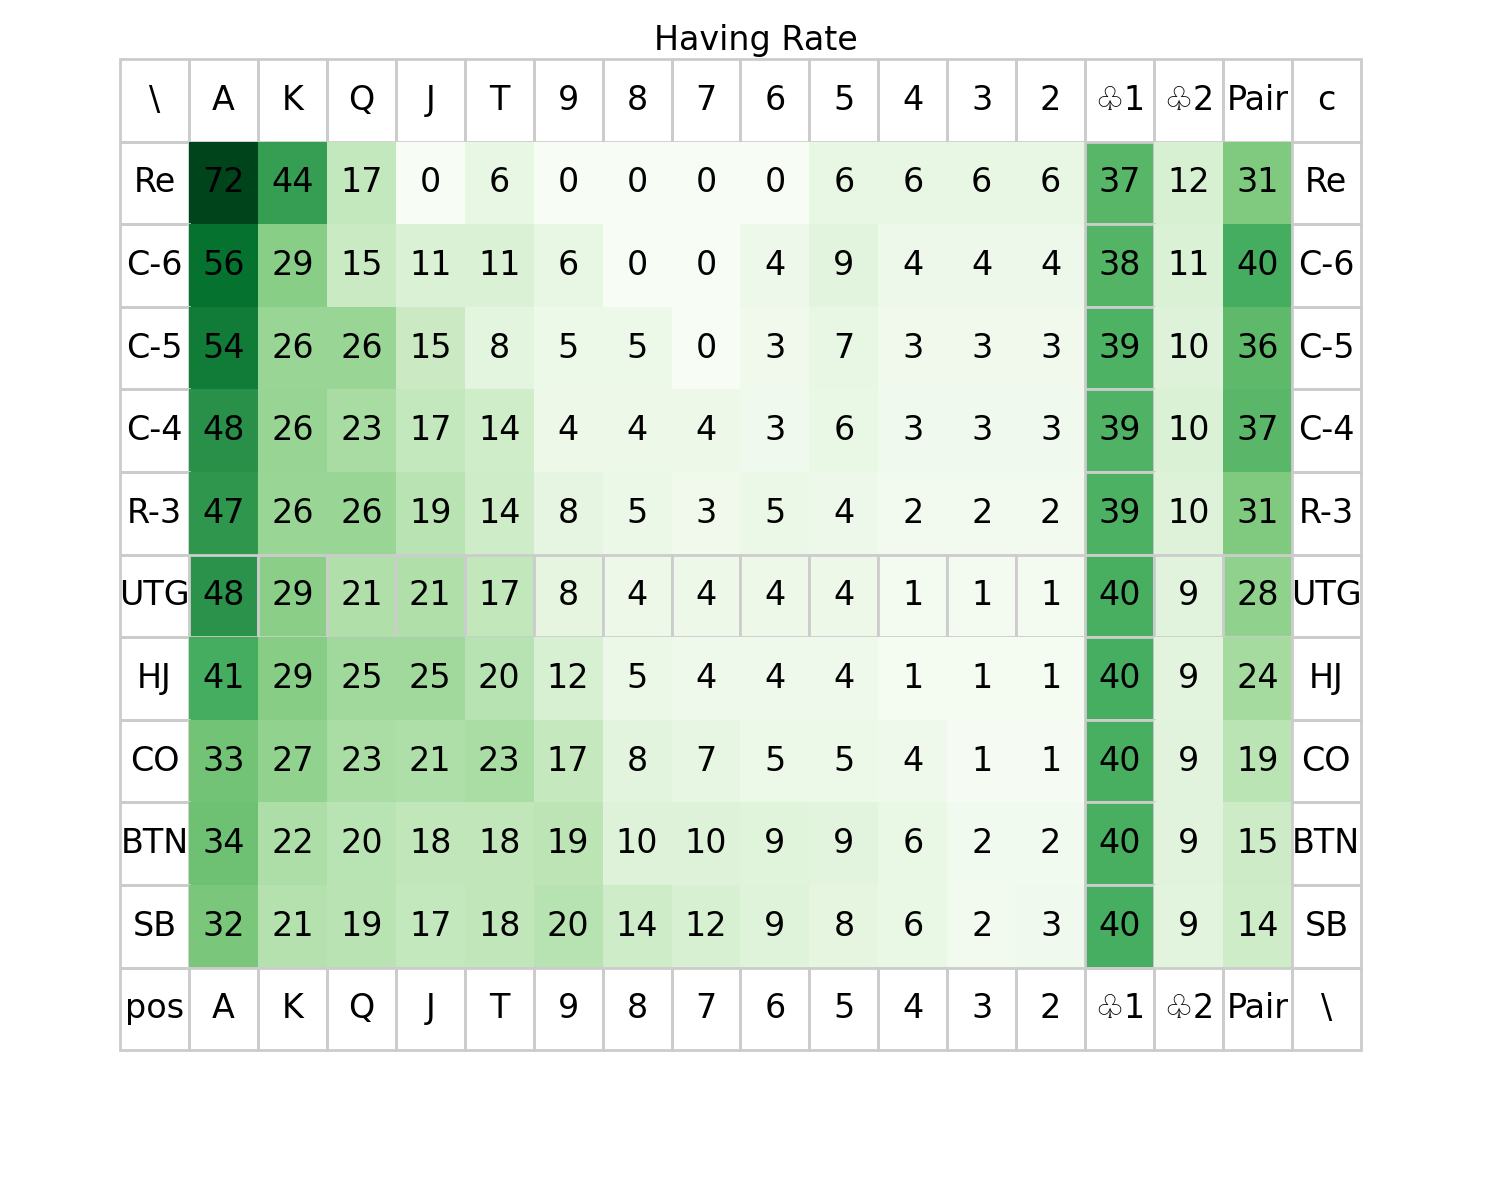 Having Rate
\ A K Q J T 9 8 7 6 5 4 3 2 ♧1 ♧2 Pair c
Re 72 44 17 0 6 0 0 0 0 6 6 6 6 37 12 31 Re
C-6 56 29 15 11 11 6 0 0 4 9 4 4 4 38 11 40 C-6
C-5 54 26 26 15 8 5 5 0 3 7 3 3 3 39 10 36 C-5
C-4 48 26 23 17 14 4 4 4 3 6 3 3 3 39 10 37 C-4
R-3 47 26 26 19 14 8 5 3 5 4 2 2 2 39 10 31 R-3
UTG 48 29 21 21 17 8 4 4 4 4 1 1 1 40 9 28 UTG
HJ 41 29 25 25 20 12 5 4 4 4 1 1 1 40 9 24 HJ
CO 33 27 23 21 23 17 8 7 5 5 4 1 1 40 9 19 CO
BTN 34 22 20 18 18 19 10 10 9 9 6 2 2 40 9 15 BTN
SB 32 21 19 17 18 20 14 12 9 8 6 2 3 40 9 14 SB
pos A K Q J T 9 8 7 6 5 4 3 2 ♧1 ♧2 Pair \